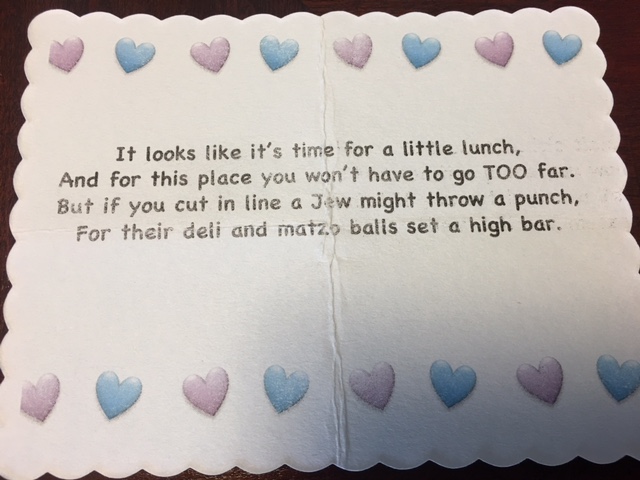 It looks like it's time for a little lunch,
And for this place you won't have to go TOO far.
But if you cut in line a Jew might throw a punch,
For their deli and matzo balls set a high bar.